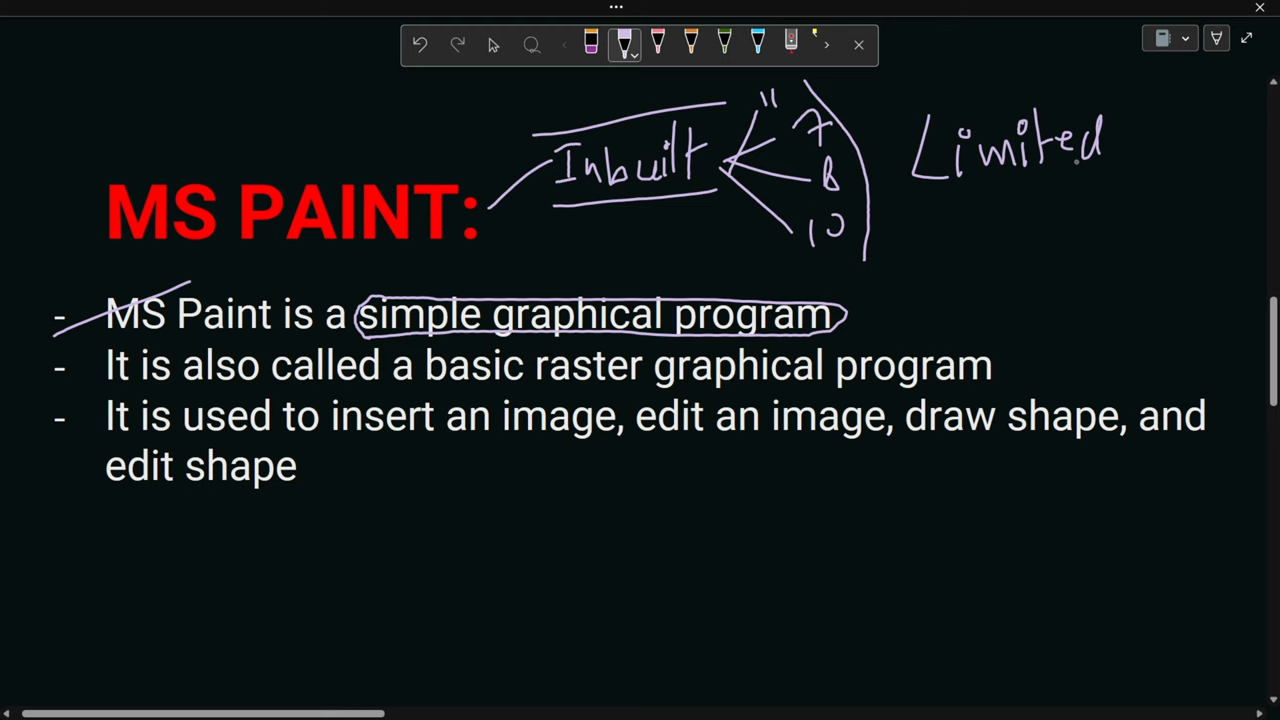 11
Inbuilt 7 Limited
8
10
MS PAINT:
- MS Paint is a simple graphical program
- It is also called a basic raster graphical program
- It is used to insert an image, edit an image, draw shape, and
edit shape